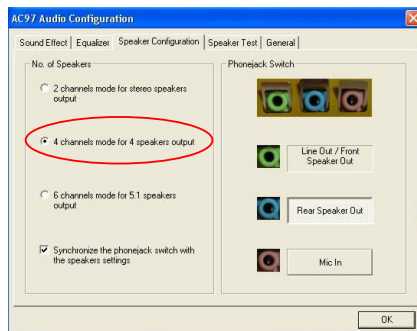 AC97 Audio Configuration
Sound Effect
Equalizer
Speaker Configuration
Speaker Test
General
No. of Speakers
2 channels mode for stereo speakers
output
4 channels mode for 4 speakers output
6 channels mode for 5.1 speakers
output
Synchronize the phonejack switch with
the speakers settings
Phonejack Switch
Line Out / Front
Speaker Out
Rear Speaker Out
Mic In
OK